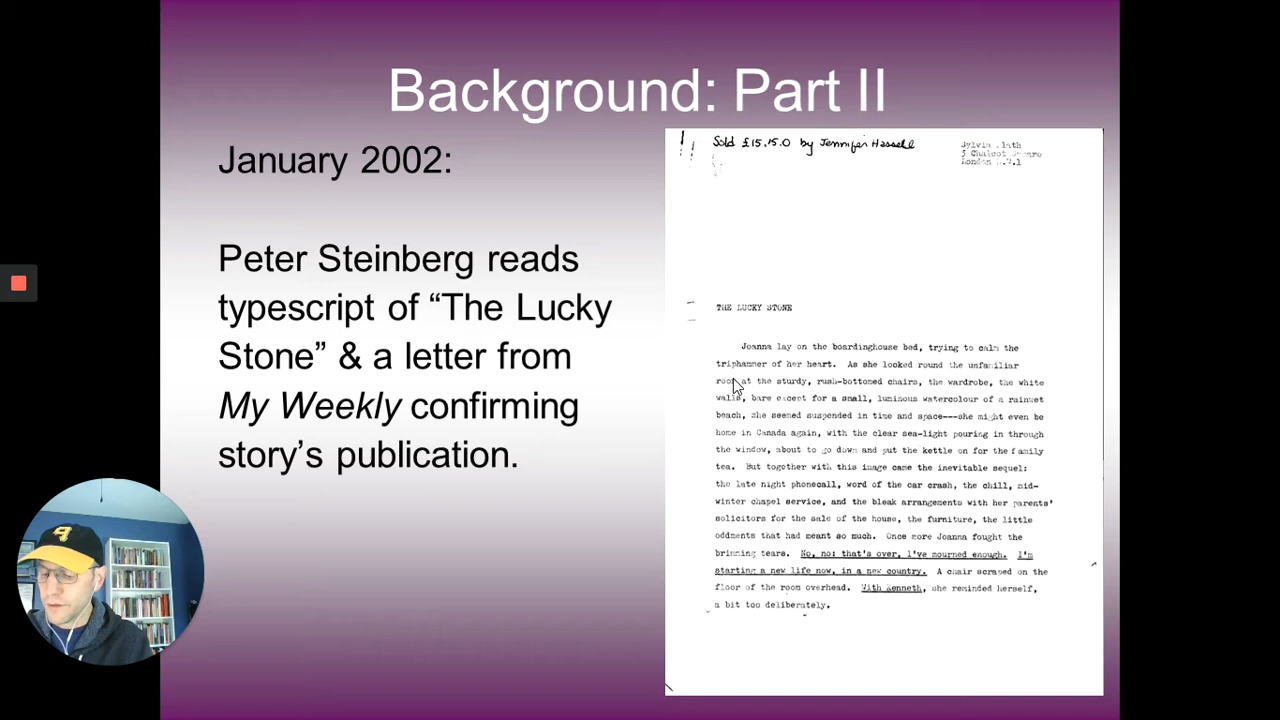 Background: Part II
January 2002:
Peter Steinberg reads
typescript of “The Lucky
Stone” & a letter from
My Weekly confirming
story’s publication.
Sold £15.15.0 by Jennifer Hassell
Sylvia Plath
3 Chalcot Square
London N.W.1
THE LUCKY STONE
Joanna lay on the boardinghouse bed, trying to calm the
triphammer of her heart. As she looked round the unfamiliar
room at the sturdy, rush-bottomed chairs, the wardrobe, the white
walls, bare except for a small, luminous watercolour of a rainwet
beach, she seemed suspended in time and space---she might even be
home in Canada again, with the clear sea-light pouring in through
the window, about to go down and put the kettle on for the family
tea. But together with this image came the inevitable sequel:
the late night phonecall, word of the car crash, the chill, mid-
winter chapel service, and the bleak arrangements with her parents'
solicitors for the sale of the house, the furniture, the little
oddments that had meant so much. Once more Joanna fought the
brimming tears. No, no: that's over, I've mourned enough. I'm
starting a new life now, in a new country. A chair scraped on the
floor of the room overhead. With Kenneth, she reminded herself,
a bit too deliberately.